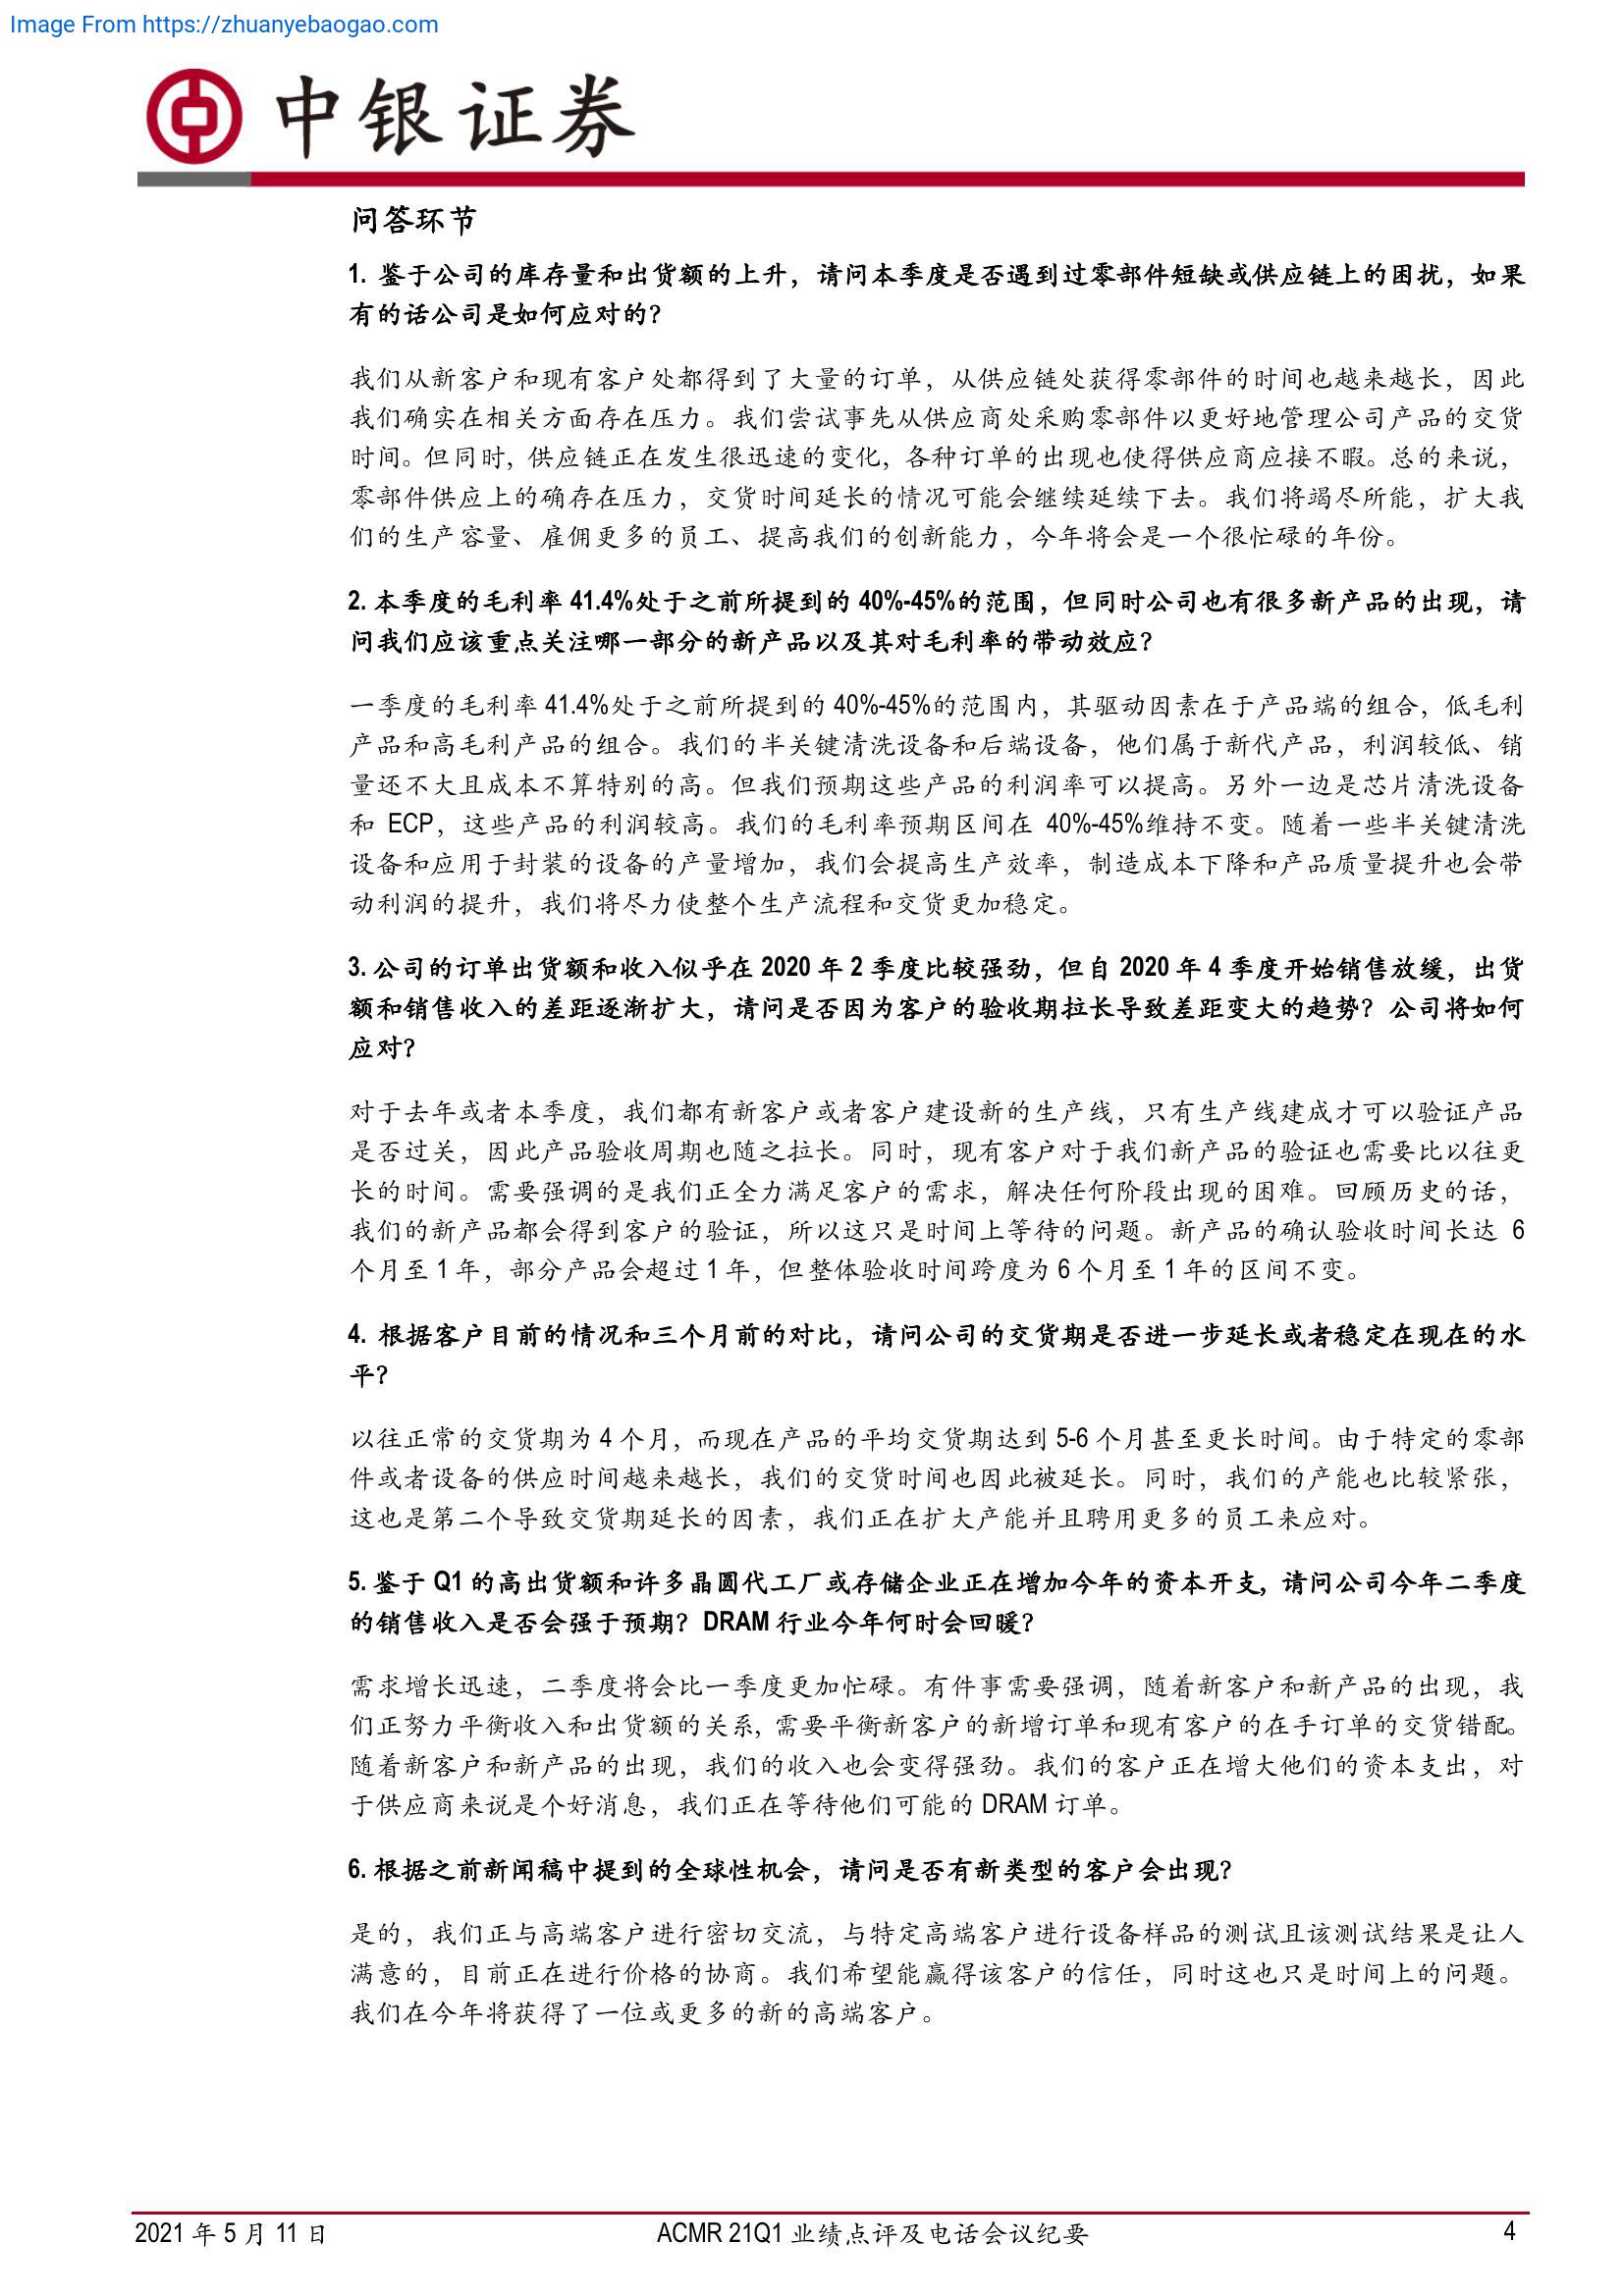 Image From https://zhuanyebaogao.com
中银证券
问答环节
1. 鉴于公司的库存量和出货额的上升，请问本季度是否遇到过零部件短缺或供应链上的困扰，如果
有的话公司是如何应对的？
我们从新客户和现有客户处都得到了大量的订单，从供应链处获得零部件的时间也越来越长，因此
我们确实在相关方面存在压力。我们尝试事先从供应商处采购零部件以更好地管理公司产品的交货
时间。但同时，供应链正在发生很迅速的变化，各种订单的出现也使得供应商应接不暇。总的来说，
零部件供应上的确存在压力，交货时间延长的情况可能会继续延续下去。我们将竭尽所能，扩大我
们的生产容量、雇佣更多的员工、提高我们的创新能力，今年将会是一个很忙碌的年份。
2. 本季度的毛利率 41.4%处于之前所提到的 40%-45%的范围，但同时公司也有很多新产品的出现，请
问我们应该重点关注哪一部分的新产品以及其对毛利率的带动效应？
一季度的毛利率 41.4%处于之前所提到的 40%-45%的范围内，其驱动因素在于产品端的组合，低毛利
产品和高毛利产品的组合。我们的半关键清洗设备和后端设备，他们属于新代产品，利润较低、销
量还不大且成本不算特别的高。但我们预期这些产品的利润率可以提高。另外一边是芯片清洗设备
和 ECP，这些产品的利润较高。我们的毛利率预期区间在 40%-45%维持不变。随着一些半关键清洗
设备和应用于封装的设备的产量增加，我们会提高生产效率，制造成本下降和产品质量提升也会带
动利润的提升，我们将尽力使整个生产流程和交货更加稳定。
3. 公司的订单出货额和收入似乎在 2020 年 2 季度比较强劲，但自 2020 年 4 季度开始销售放缓，出货
额和销售收入的差距逐渐扩大，请问是否因为客户的验收期拉长导致差距变大的趋势？公司将如何
应对？
对于去年或者本季度，我们都有新客户或者客户建设新的生产线，只有生产线建成才可以验证产品
是否过关，因此产品验收周期也随之拉长。同时，现有客户对于我们新产品的验证也需要比以往更
长的时间。需要强调的是我们正全力满足客户的需求，解决任何阶段出现的困难。回顾历史的话，
我们的新产品都会得到客户的验证，所以这只是时间上等待的问题。新产品的确认验收时间长达 6
个月至 1 年，部分产品会超过 1 年，但整体验收时间跨度为 6 个月至 1 年的区间不变。
4. 根据客户目前的情况和三个月前的对比，请问公司的交货期是否进一步延长或者稳定在现在的水
平？
以往正常的交货期为 4 个月，而现在产品的平均交货期达到 5-6 个月甚至更长时间。由于特定的零部
件或者设备的供应时间越来越长，我们的交货时间也因此被延长。同时，我们的产能也比较紧张，
这也是第二个导致交货期延长的因素，我们正在扩大产能并且聘用更多的员工来应对。
5. 鉴于 Q1 的高出货额和许多晶圆代工厂或存储企业正在增加今年的资本开支，请问公司今年二季度
的销售收入是否会强于预期？DRAM 行业今年何时会回暖？
需求增长迅速，二季度将会比一季度更加忙碌。有件事需要强调，随着新客户和新产品的出现，我
们正努力平衡收入和出货额的关系，需要平衡新客户的新增订单和现有客户的在手订单的交货错配。
随着新客户和新产品的出现，我们的收入也会变得强劲。我们的客户正在增大他们的资本支出，对
于供应商来说是个好消息，我们正在等待他们可能的 DRAM 订单。
6. 根据之前新闻稿中提到的全球性机会，请问是否有新类型的客户会出现？
是的，我们正与高端客户进行密切交流，与特定高端客户进行设备样品的测试且该测试结果是让人
满意的，目前正在进行价格的协商。我们希望能赢得该客户的信任，同时这也只是时间上的问题。
我们在今年将获得了一位或更多的新的高端客户。
2021 年 5 月 11 日
ACMR 21Q1 业绩点评及电话会议纪要
4